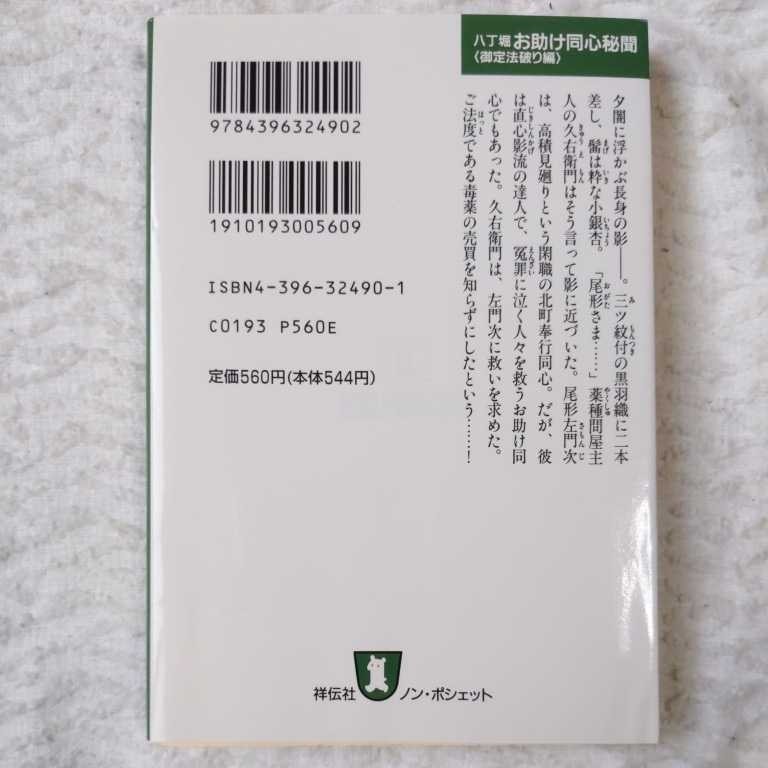 八丁堀 お助け同心秘聞
〈御定法破り編〉
9784396324902
1910193005609
ISBN4-396-32490-1
C0193 P560E
定価560円(本体544円)
夕闇に浮かぶ長身の影――。三ツ紋付の黒羽織に二本
差し、髷は粋な小銀杏。「尾形さま……」薬種問屋主
人の久右衛門はそう言って影に近づいた。尾形左門次
は、高積見廻りという閑職の北町奉行同心。だが、彼
は直心影流の達人で、冤罪に泣く人々を救うお助け同
心でもあった。久右衛門は、左門次に救いを求めた。
ご法度である毒薬の売買を知らずにしたという……！
祥伝社 ノン・ポシェット